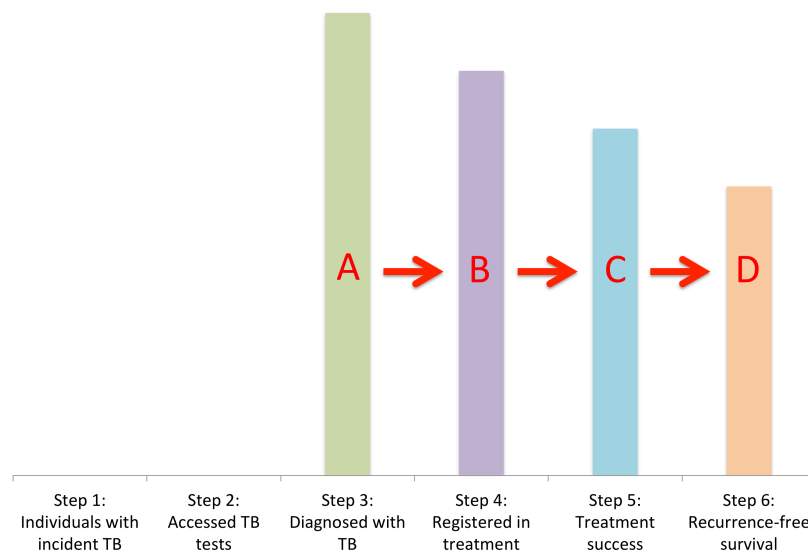 A
B
C
D
Step 1:
Individuals with
incident TB
Step 2:
Accessed TB
tests
Step 3:
Diagnosed with
TB
Step 4:
Registered in
treatment
Step 5:
Treatment
success
Step 6:
Recurrence-free
survival